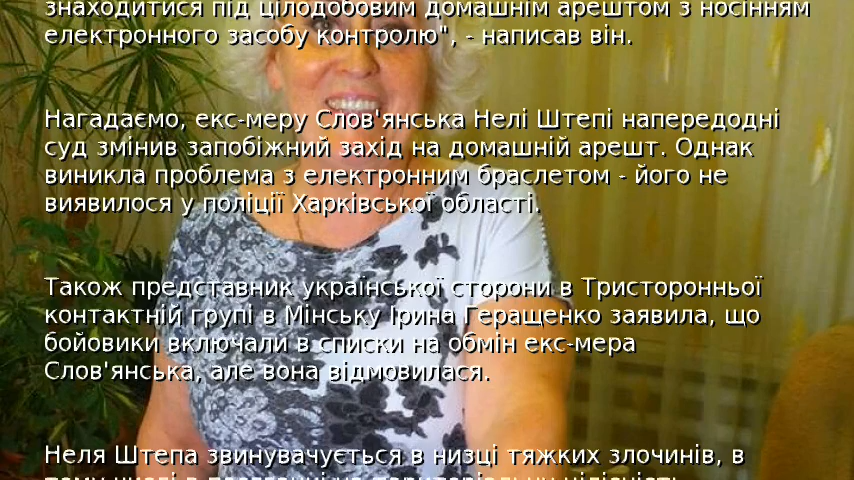 знаходитися під цілодобовим домашнім арештом з носінням
електронного засобу контролю", - написав він.
Нагадаємо, екс-меру Слов'янська Нелі Штепі напередодні
суд змінив запобіжний захід на домашній арешт. Однак
виникла проблема з електронним браслетом - його не
виявилося у поліції Харківської області.
Також представник української сторони в Тристоронньої
контактній групі в Мінську Ірина Геращенко заявила, що
бойовики включали в списки на обмін екс-мера
Слов'янська, але вона відмовилася.
Неля Штепа звинувачується в низці тяжких злочинів, в